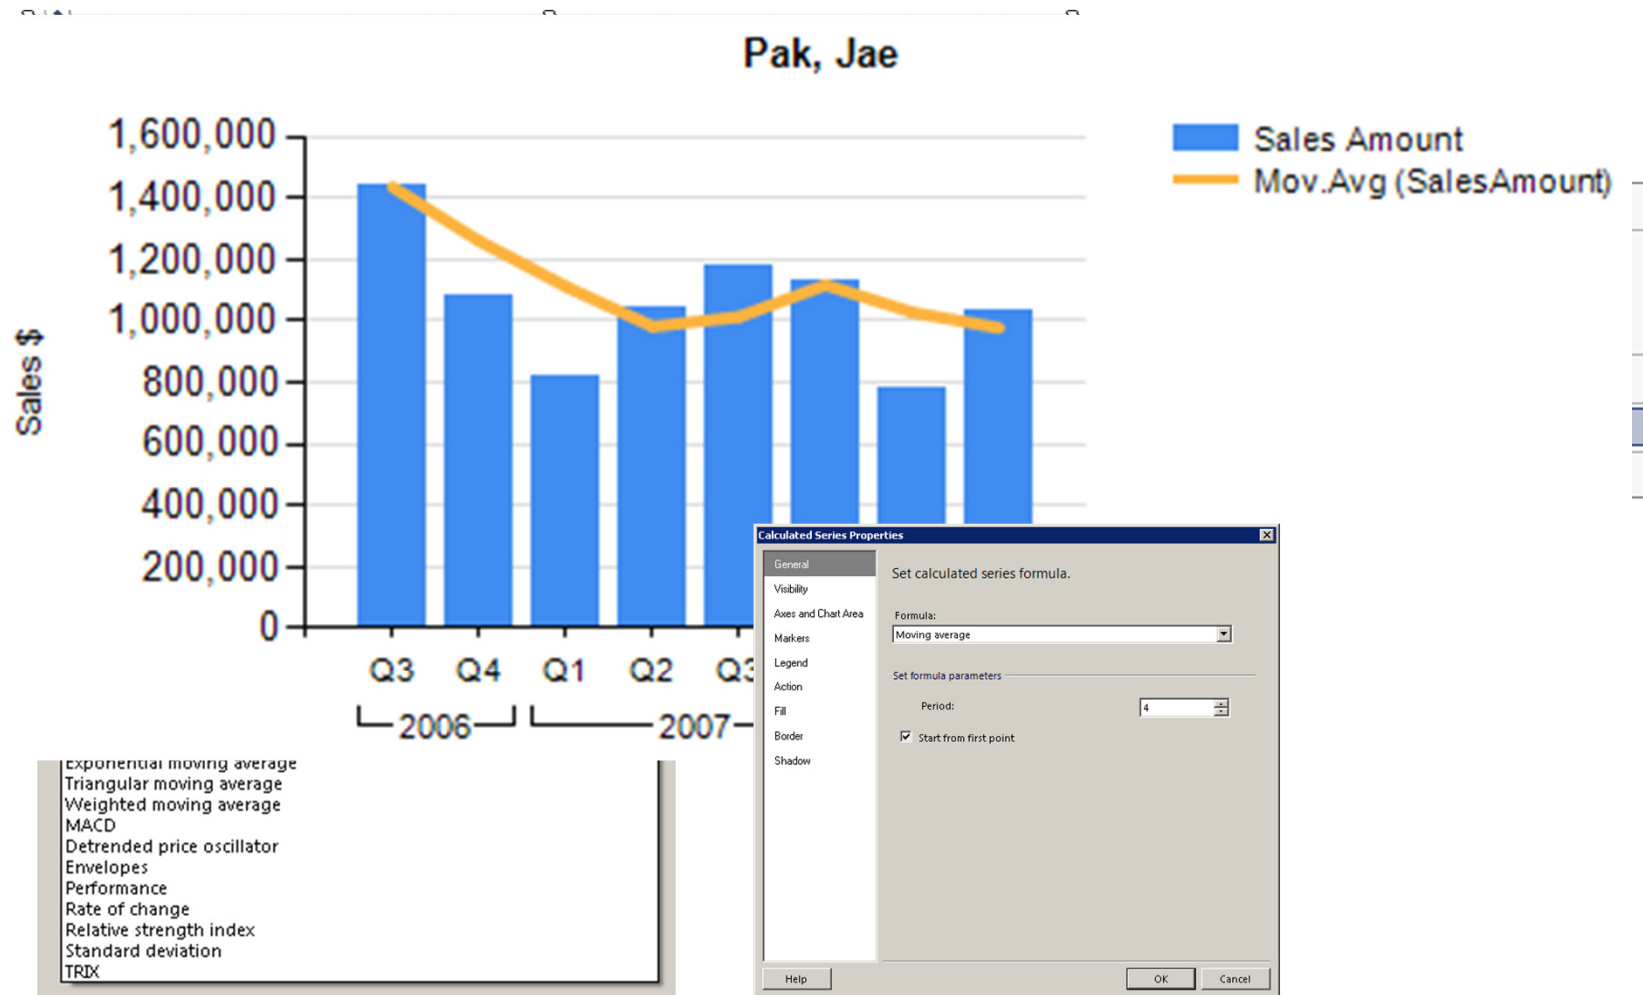 Pak, Jae
Sales Amount
Mov.Avg (SalesAmount)
Sales $
1,600,000
1,400,000
1,200,000
1,000,000
800,000
600,000
400,000
200,000
0
Q3 Q4 Q1 Q2 Q3
2006 2007
Exponential moving average
Triangular moving average
Weighted moving average
MACD
Detrended price oscillator
Envelopes
Performance
Rate of change
Relative strength index
Standard deviation
TRIX
Calculated Series Properties
General
Visibility
Axes and Chart Area
Markers
Legend
Action
Fill
Border
Shadow
Set calculated series formula.
Formula:
Moving average
Set formula parameters
Period: 4
Start from first point
Help OK Cancel